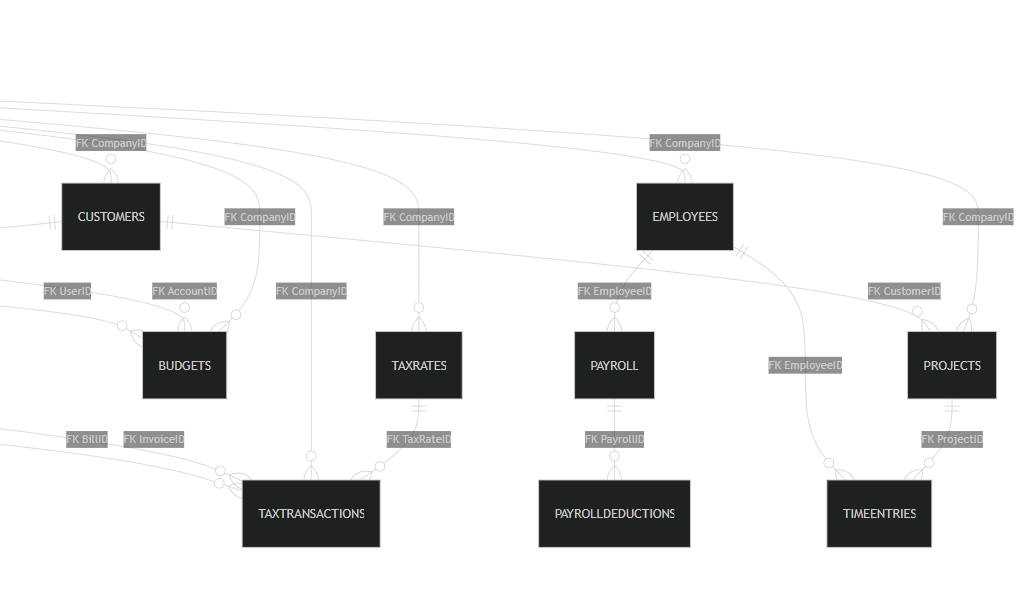 FK CompanyID
FK CompanyID
CUSTOMERS
FK CompanyID
FK CompanyID
EMPLOYEES
FK CompanyID
FK UserID
FK AccountID
FK CompanyID
FK EmployeeID
FK CustomerID
BUDGETS
TAXRATES
PAYROLL
FK EmployeeID
PROJECTS
FK BillID
FK InvoiceID
FK TaxRateID
FK PayrollID
FK ProjectID
TAXTRANSACTIONS
PAYROLLDEDUCTIONS
TIMEENTRIES